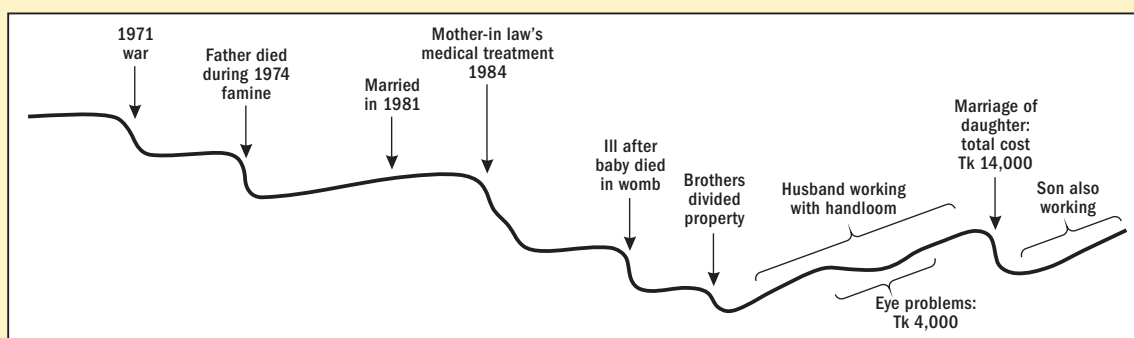 1971
war
Father died
during 1974
famine
Married
in 1981
Mother-in law's
medical treatment
1984
Ill after
baby died
in womb
Brothers
divided
property
Husband working
with handloom
Eye problems:
Tk 4,000
Marriage of
daughter:
total cost
Tk 14,000
Son also
working